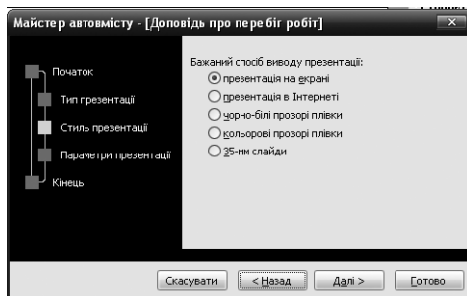 Майстер автовмісту - [Доповідь про перебіг робіт]
Початок
Тип презентації
Стиль презентації
Параметри презентації
Кінець
Бажаний спосіб виводу презентації:
презентація на екрані
презентація в Інтернеті
чорно-білі прозорі плівки
кольорові прозорі плівки
35-мм слайди
Скасувати
< Назад
Далі >
Готово